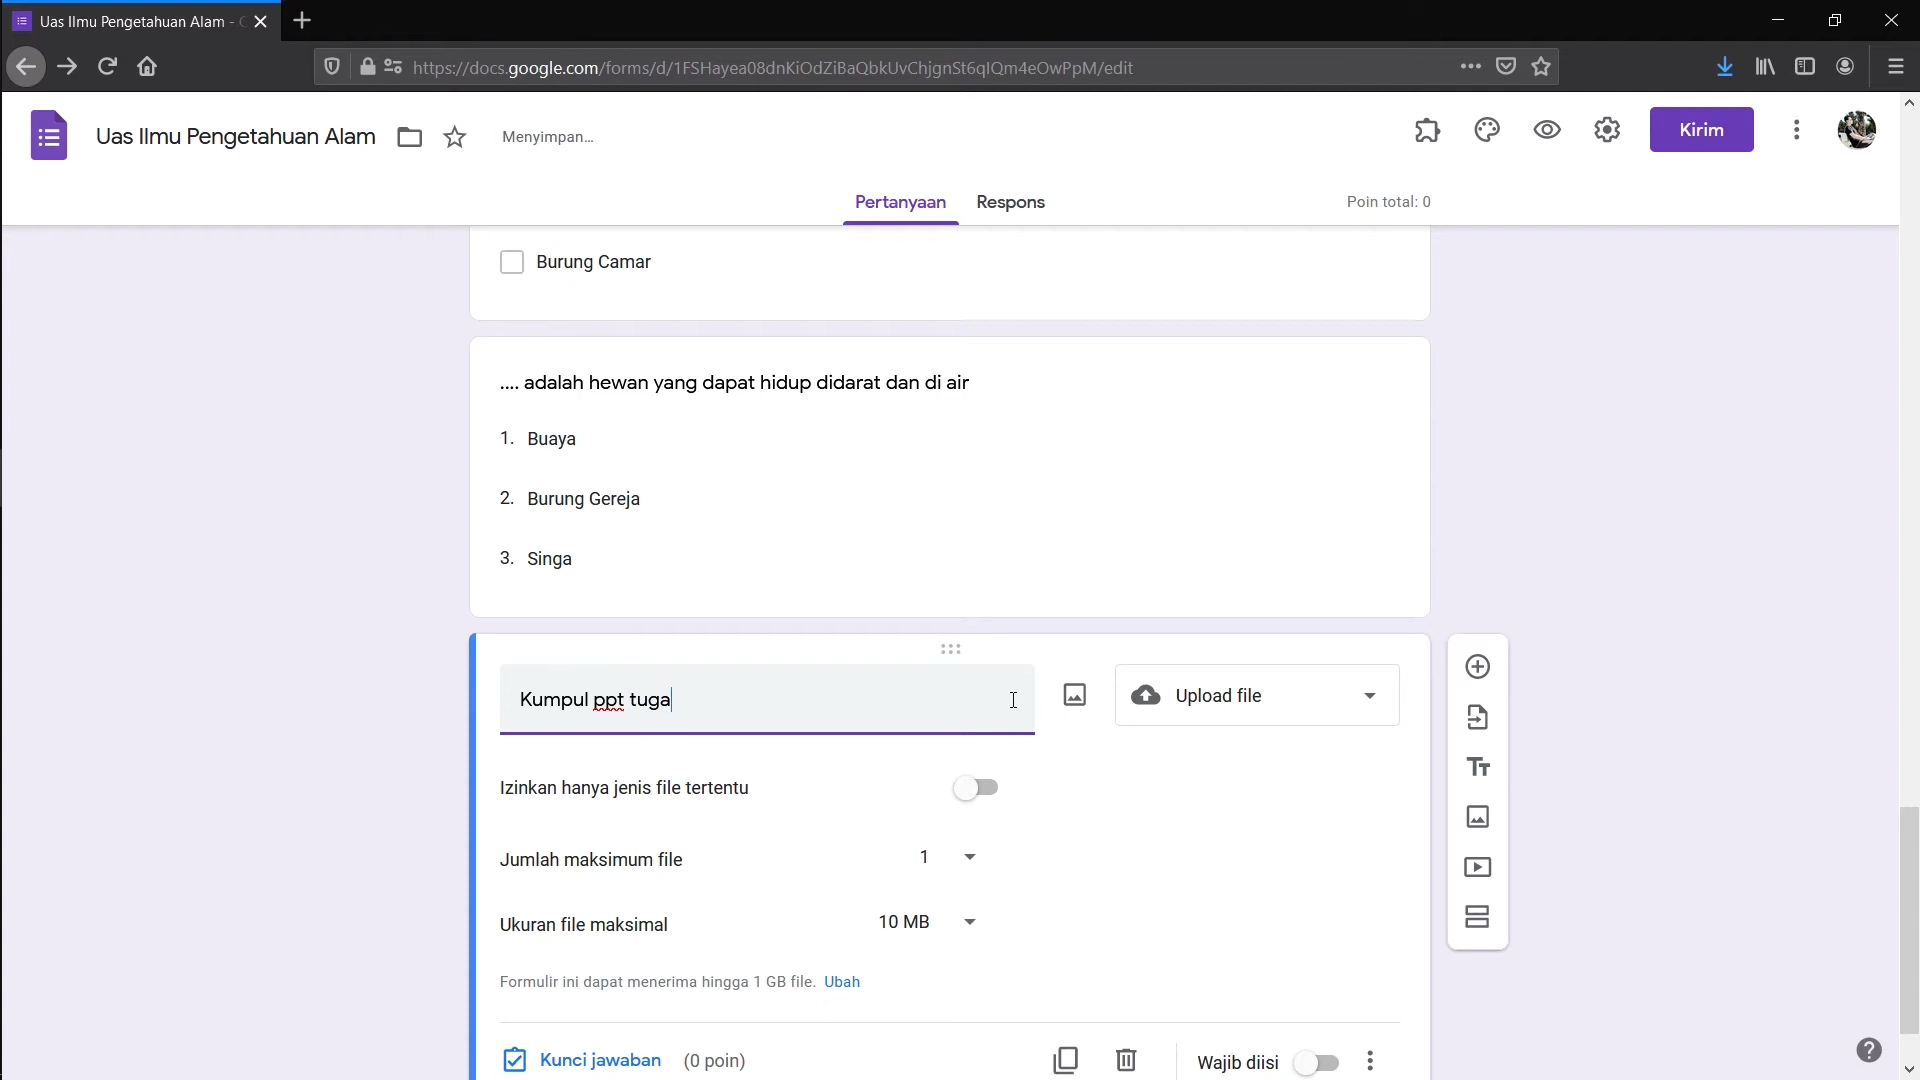 Uas Ilmu Pengetahuan Alam -
https://docs.google.com/forms/d/1FSHayea08dnKiOdZiBaQbkUvChjgnSt6qIQm4eOwPpM/edit
Uas Ilmu Pengetahuan Alam
Menyimpan...
Kirim
Pertanyaan
Respons
Poin total: 0
Burung Camar
.... adalah hewan yang dapat hidup didarat dan di air
1. Buaya
2. Burung Gereja
3. Singa
Kumpul ppt tuga
Upload file
Izinkan hanya jenis file tertentu
Jumlah maksimum file 1
Ukuran file maksimal 10 MB
Formulir ini dapat menerima hingga 1 GB file. Ubah
Kunci jawaban (0 poin)
Wajib diisi